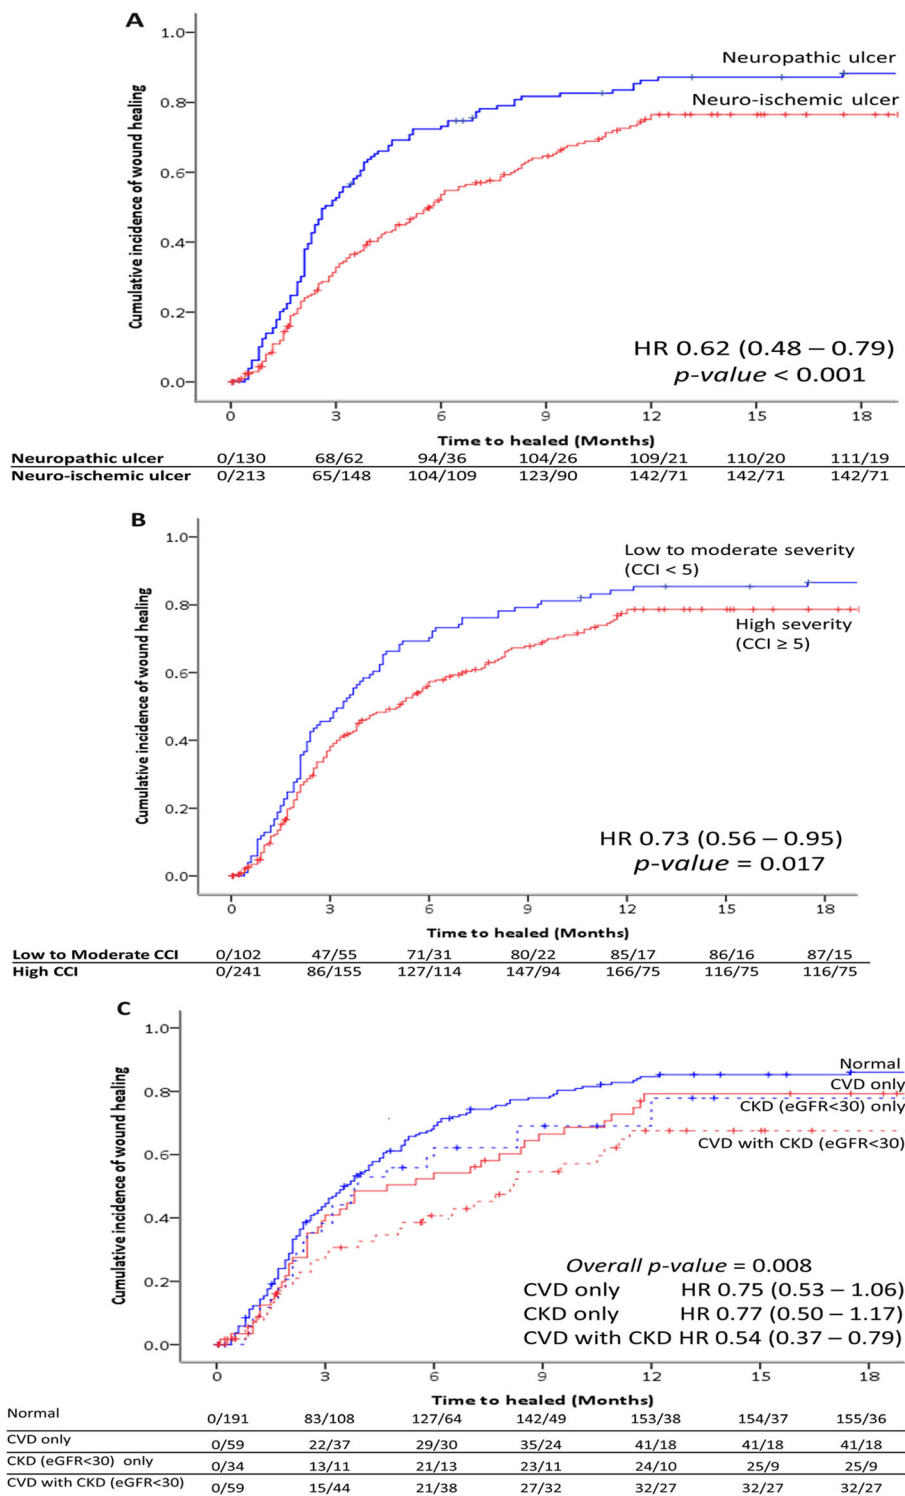 A
1.0
Neuropathic ulcer
Neuro-ischemic ulcer
0.8
0.6
0.4
0.2
0.0
Cumulative incidence of wound healing
HR 0.62 (0.48 – 0.79)
p-value < 0.001
0 3 6 9 12 15 18
Time to healed (Months)
Neuropathic ulcer 0/130 68/62 94/36 104/26 109/21 110/20 111/19
Neuro-ischemic ulcer 0/213 65/148 104/109 123/90 142/71 142/71 142/71
B
1.0
Low to moderate severity
(CCI < 5)
0.8
High severity
(CCI ≥ 5)
0.6
0.4
0.2
0.0
Cumulative incidence of wound healing
HR 0.73 (0.56 – 0.95)
p-value = 0.017
0 3 6 9 12 15 18
Time to healed (Months)
Low to Moderate CCI 0/102 47/55 71/31 80/22 85/17 86/16 87/15
High CCI 0/241 86/155 127/114 147/94 166/75 116/75 116/75
C
1.0
Normal
CVD only
0.8
CKD (eGFR<30) only
CVD with CKD (eGFR<30)
0.6
0.4
0.2
0.0
Cumulative incidence of wound healing
Overall p-value = 0.008
CVD only HR 0.75 (0.53 – 1.06)
CKD only HR 0.77 (0.50 – 1.17)
CVD with CKD HR 0.54 (0.37 – 0.79)
0 3 6 9 12 15 18
Time to healed (Months)
Normal 0/191 83/108 127/64 142/49 153/38 154/37 155/36
CVD only 0/59 22/37 29/30 35/24 41/18 41/18 41/18
CKD (eGFR<30) only 0/34 13/11 21/13 23/11 24/10 25/9 25/9
CVD with CKD (eGFR<30) 0/59 15/44 21/38 27/32 32/27 32/27 32/27